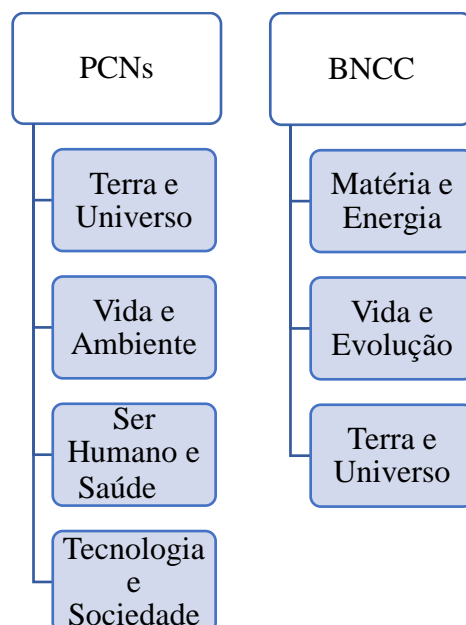 PCNs
Terra e
Universo
Vida e
Ambiente
Ser
Humano e
Saúde
Tecnologia
e
Sociedade
BNCC
Matéria e
Energia
Vida e
Evolução
Terra e
Universo